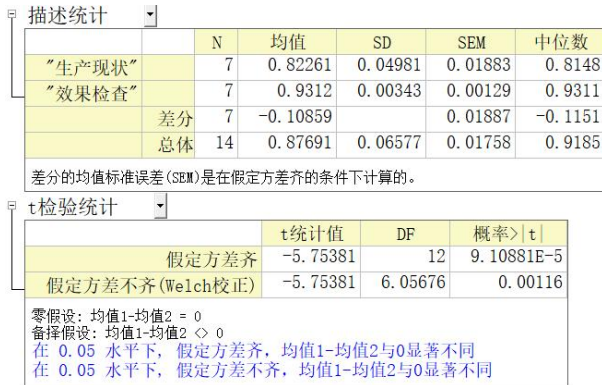 描述统计
N 均值 SD SEM 中位数
"生产现状" 7 0.82261 0.04981 0.01883 0.8148
"效果检查" 7 0.9312 0.00343 0.00129 0.9311
差分 7 -0.10859 0.01887 -0.1151
总体 14 0.87691 0.06577 0.01758 0.9185
差分的均值标准误差(SEM)是在假定方差齐的条件下计算的。
t检验统计
t统计值 DF 概率>|t|
假定方差齐 -5.75381 12 9.10881E-5
假定方差不齐(Welch校正) -5.75381 6.05676 0.00116
零假设: 均值1-均值2 = 0
备择假设: 均值1-均值2 <> 0
在 0.05 水平下, 假定方差齐，均值1-均值2与0显著不同
在 0.05 水平下, 假定方差不齐，均值1-均值2与0显著不同